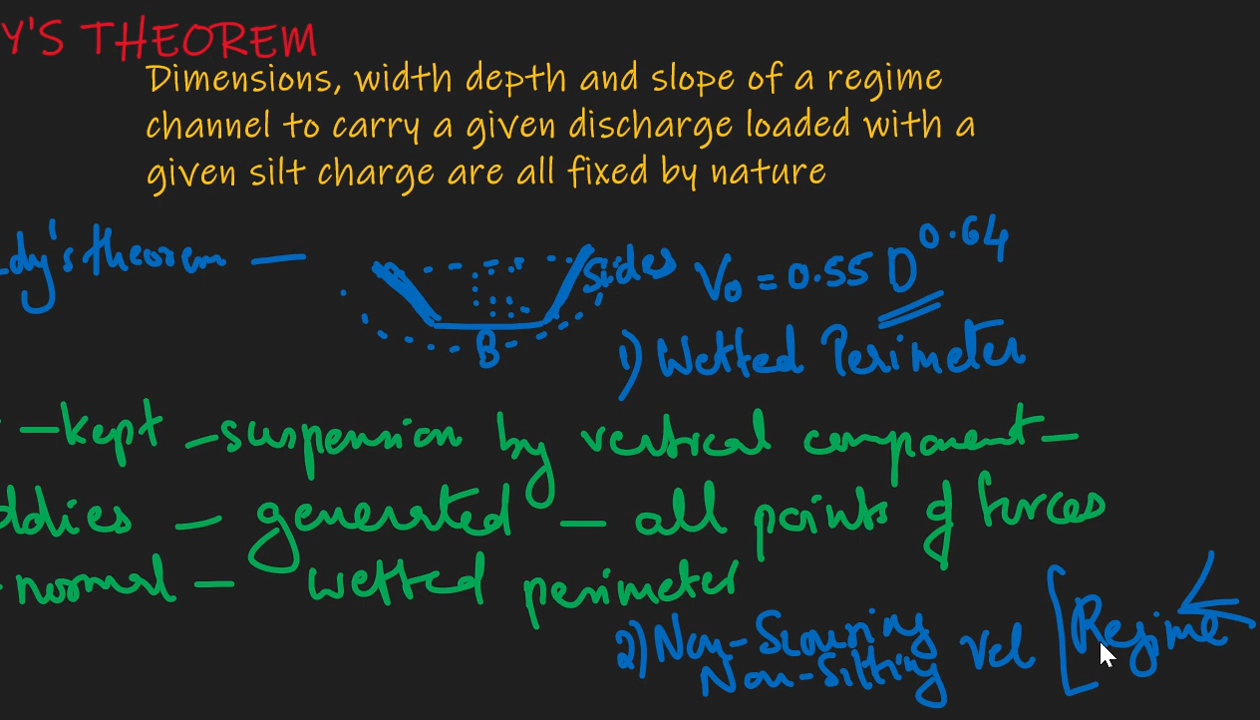 Y'S THEOREM
Dimensions, width depth and slope of a regime
channel to carry a given discharge loaded with a
given silt charge are all fixed by nature
dy's theorem —
sides
V₀ = 0.55 D^0.64
B
1) Wetted Perimeter
— kept — suspension by vertical component —
ddies — generated — all points of forces
- normal — wetted perimeter
2) Non-Scouring
Non-Silting Vel [Regime